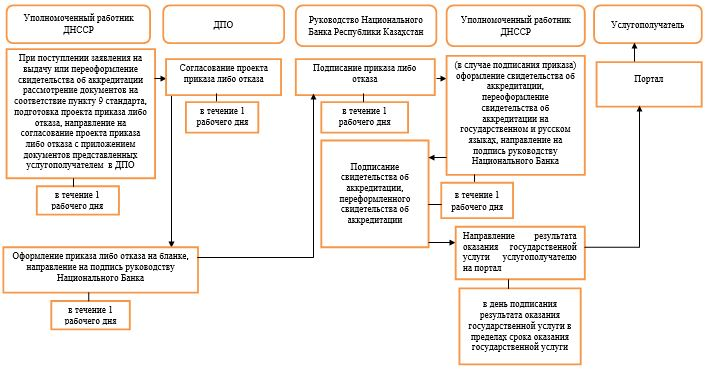 Уполномоченный работник
ДНССР
ДПО
Руководство Национального
Банка Республики Казахстан
Уполномоченный работник
ДНССР
Услугополучатель
При поступлении заявления на
выдачу или переоформление
свидетельства об аккредитации
рассмотрение документов на
соответствие пункту 9 стандарта,
подготовка проекта приказа либо
отказа, направление на
согласование проекта приказа
либо отказа с приложением
документов представленных
услугополучателем в ДПО
в течение 1
рабочего дня
Согласование проекта
приказа либо отказа
в течение 1
рабочего дня
Подписание приказа либо
отказа
в течение 1
рабочего дня
(в случае подписания приказа)
оформление свидетельства об
аккредитации,
переоформление
свидетельства об
аккредитации на
государственном и русском
языках, направление на
подпись руководству
Национального Банка
в течение 1
рабочего дня
Портал
Подписание
свидетельства об
аккредитации,
переформленного
свидетельства об
аккредитации
Оформление приказа либо отказа на бланке,
направление на подпись руководству
Национального Банка
в течение 1
рабочего дня
Направление результата
оказания государственной
услуги услугополучателю
на портал
в день подписания
результата оказания
государственной услуги в
пределах срока оказания
государственной услуги